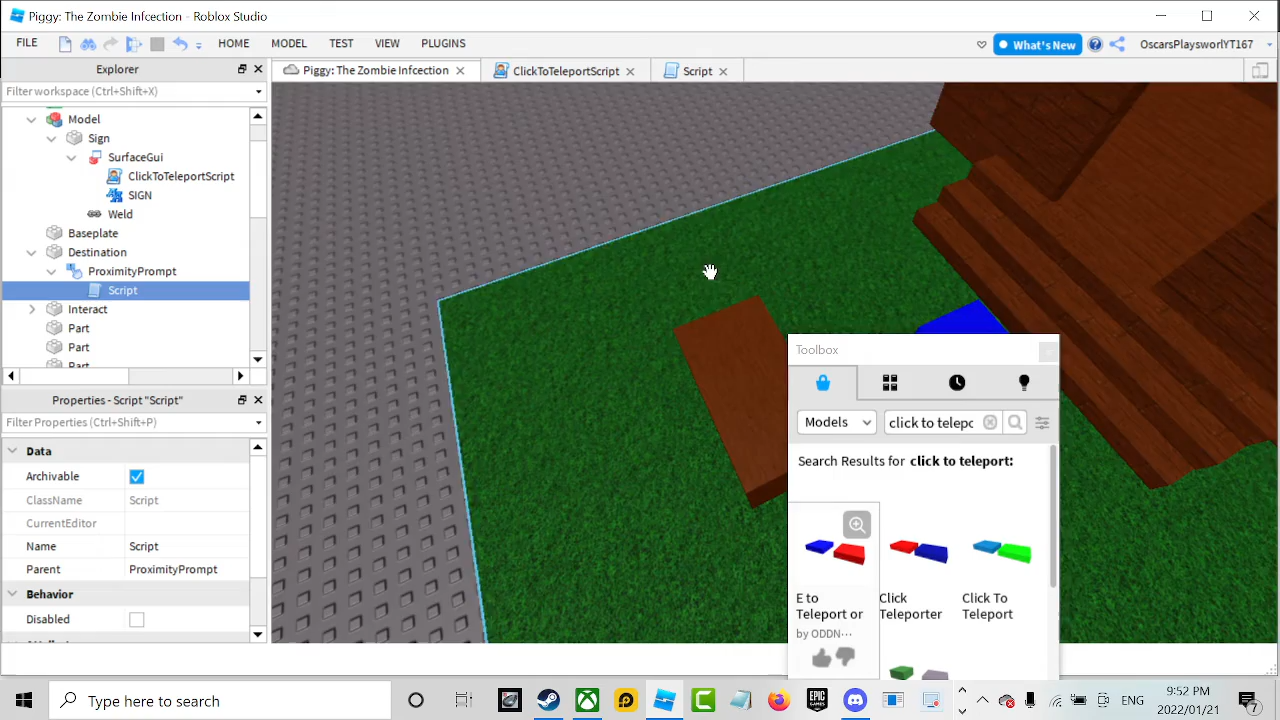 Piggy: The Zombie Infcection - Roblox Studio
FILE HOME MODEL TEST VIEW PLUGINS What's New OscarsPlaysworlYT167
Explorer
Piggy: The Zombie Infcection ClickToTeleportScript Script
Filter workspace (Ctrl+Shift+X)
Model
Sign
SurfaceGui
ClickToTeleportScript
SIGN
Weld
Baseplate
Destination
ProximityPrompt
Script
Interact
Part
Part
Part
Properties - Script "Script"
Filter Properties (Ctrl+Shift+P)
Data
Archivable
ClassName Script
CurrentEditor
Name Script
Parent ProximityPrompt
Behavior
Disabled
Toolbox
Models click to telepo
Search Results for click to teleport:
E to Click Click To
Teleport or Teleporter Teleport
by ODDN...
Type here to search ENG 9:52 PM
2022/01/21 7